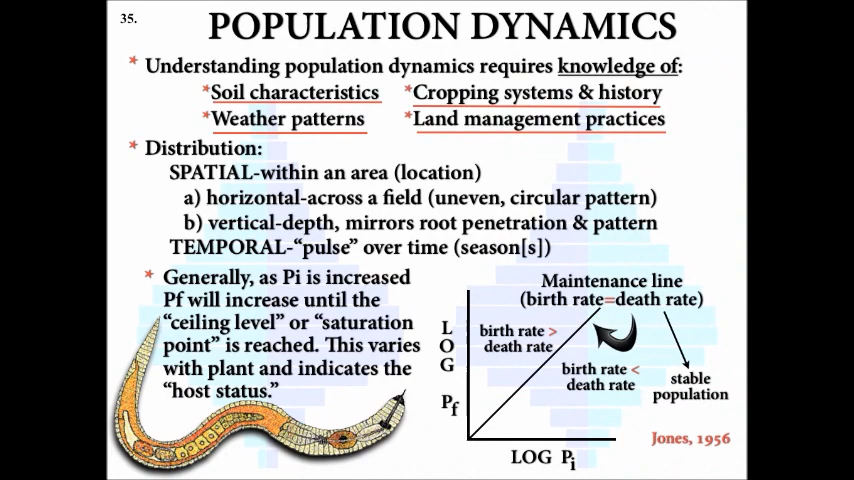 35.
POPULATION DYNAMICS
* Understanding population dynamics requires knowledge of:
*Soil characteristics *Cropping systems & history
*Weather patterns *Land management practices
* Distribution:
SPATIAL-within an area (location)
a) horizontal-across a field (uneven, circular pattern)
b) vertical-depth, mirrors root penetration & pattern
TEMPORAL-“pulse” over time (season[s])
* Generally, as Pi is increased
Pf will increase until the
“ceiling level” or “saturation
point” is reached. This varies
with plant and indicates the
“host status.”
Maintenance line
(birth rate=death rate)
birth rate >
death rate
birth rate <
death rate
stable
population
LOG Pf
LOG Pi
Jones, 1956